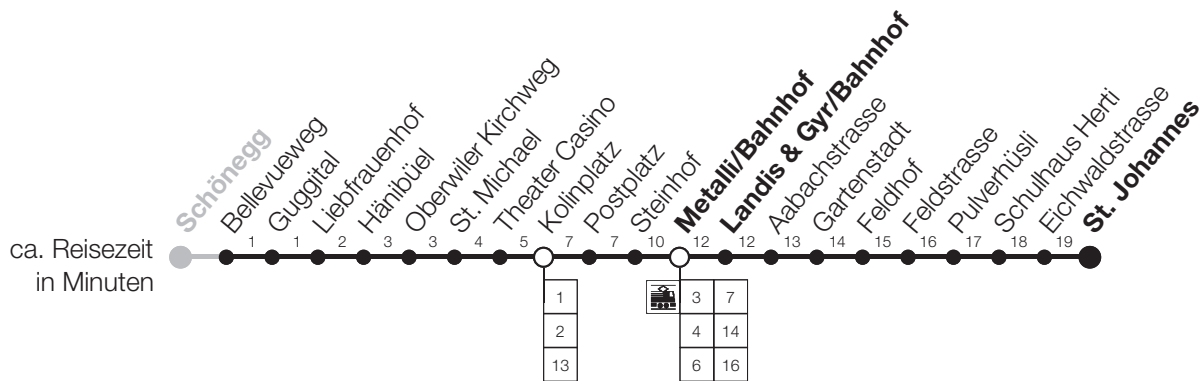 Schönegg
Bellevueweg
Guggital
Liebfrauenhof
Hänibüel
Oberwiler Kirchweg
St. Michael
Theater Casino
Kolinplatz
Postplatz
Steinhof
Metalli/Bahnhof
Landis & Gyr/Bahnhof
Aabachstrasse
Gartenstadt
Feldhof
Feldstrasse
Pulverhüsli
Schulhaus Herti
Eichwaldstrasse
St. Johannes
ca. Reisezeit
in Minuten
1 1 2 3 3 4 5 7 7 10 12 12 13 14 15 16 17 18 19
1 3 7
2 4 14
13 6 16